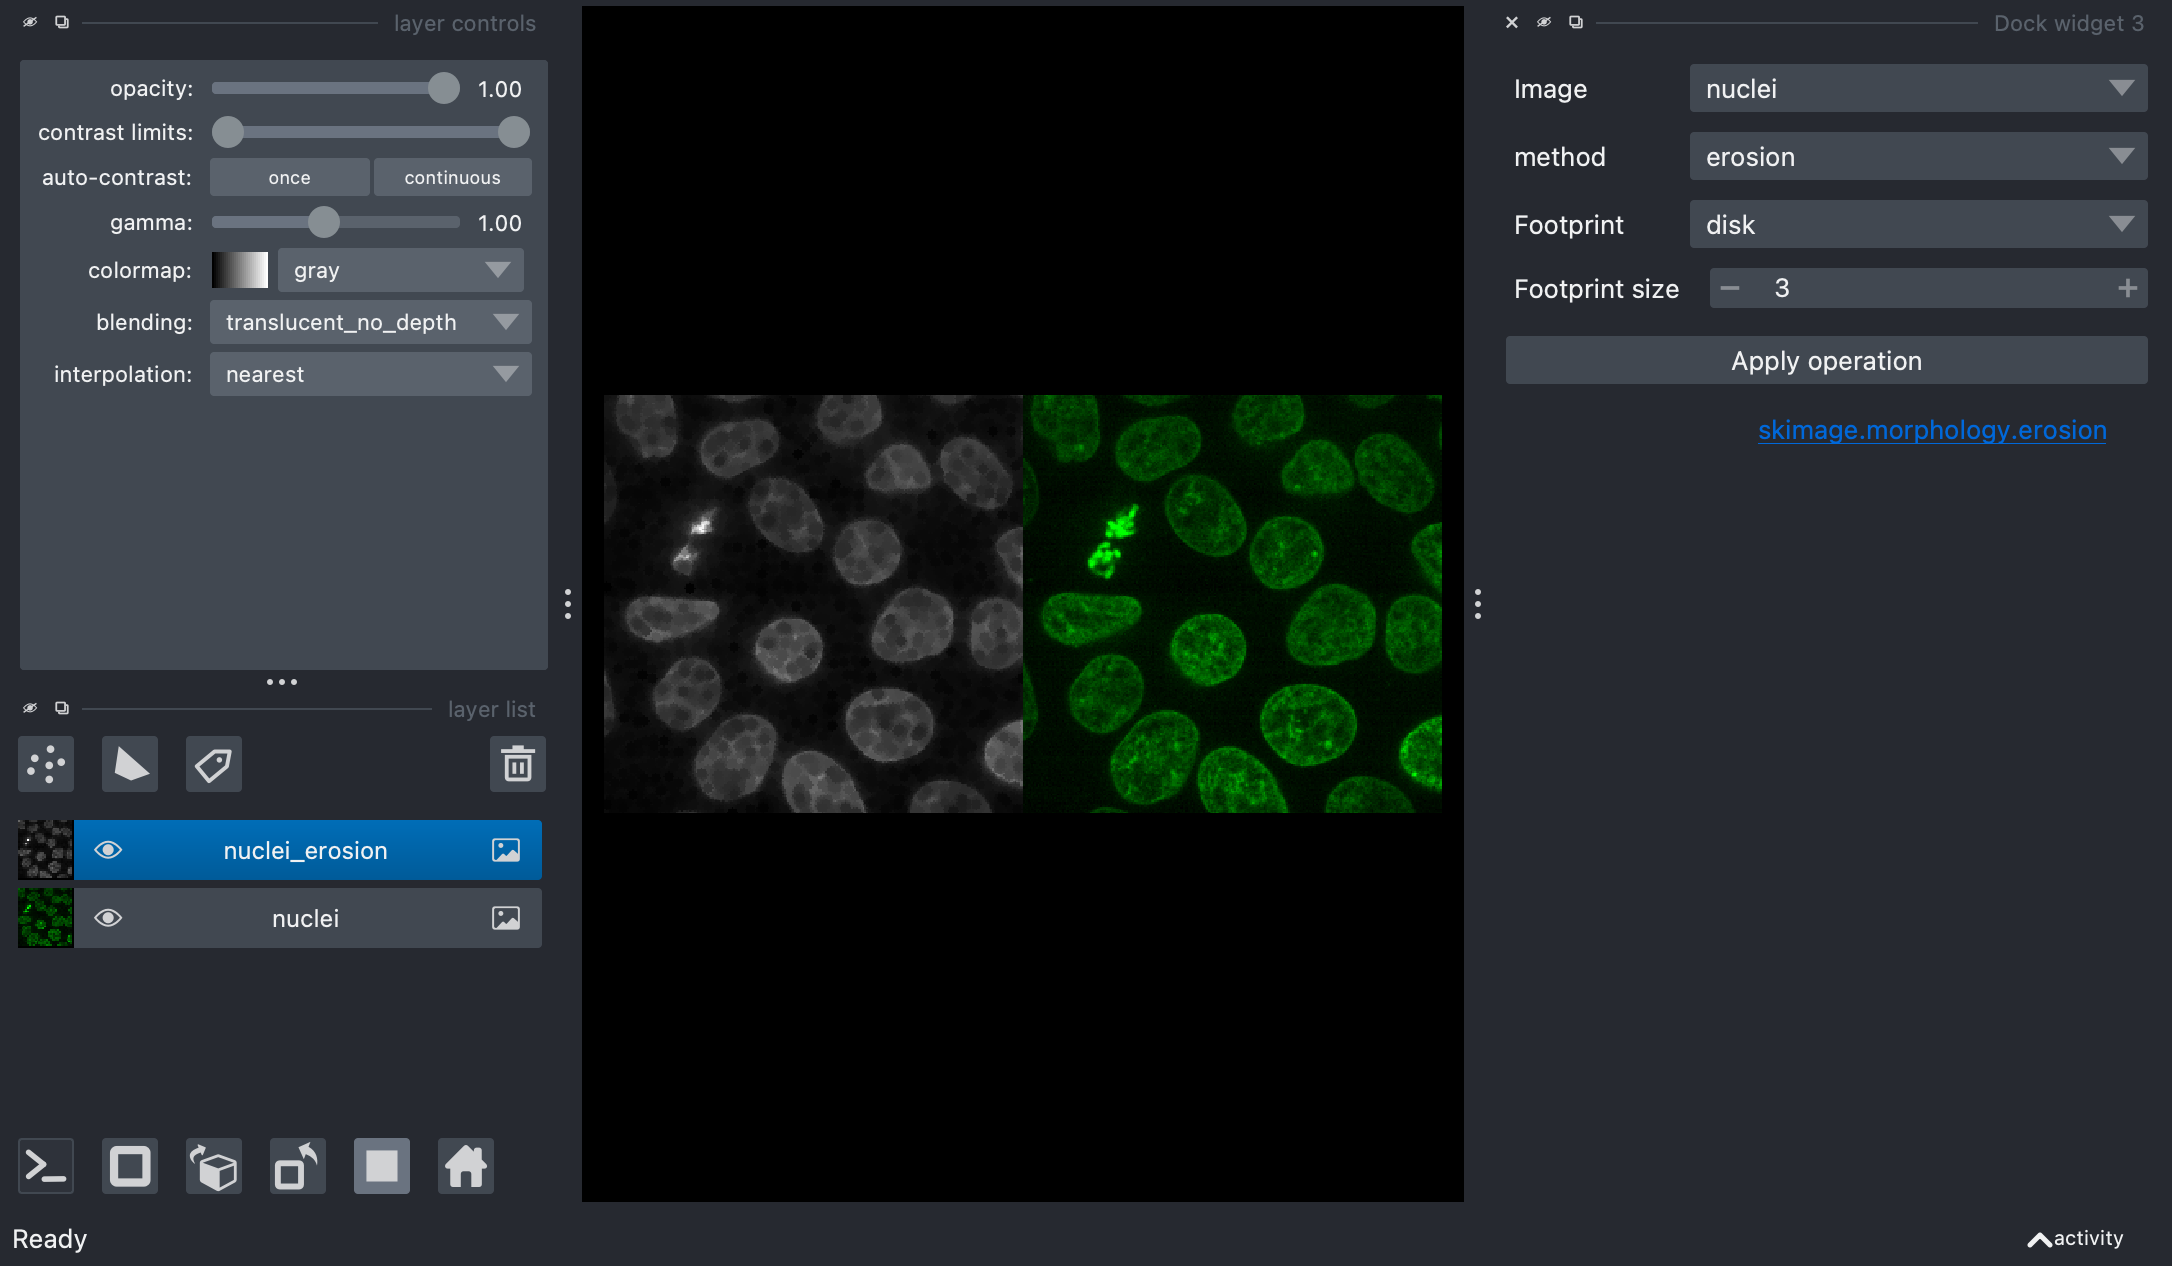 layer controls
opacity: 1.00
contrast limits:
auto-contrast: once continuous
gamma: 1.00
colormap: gray
blending: translucent_no_depth
interpolation: nearest
layer list
nuclei_erosion
nuclei
Ready
Dock widget 3
Image nuclei
method erosion
Footprint disk
Footprint size 3
Apply operation
skimage.morphology.erosion
activity